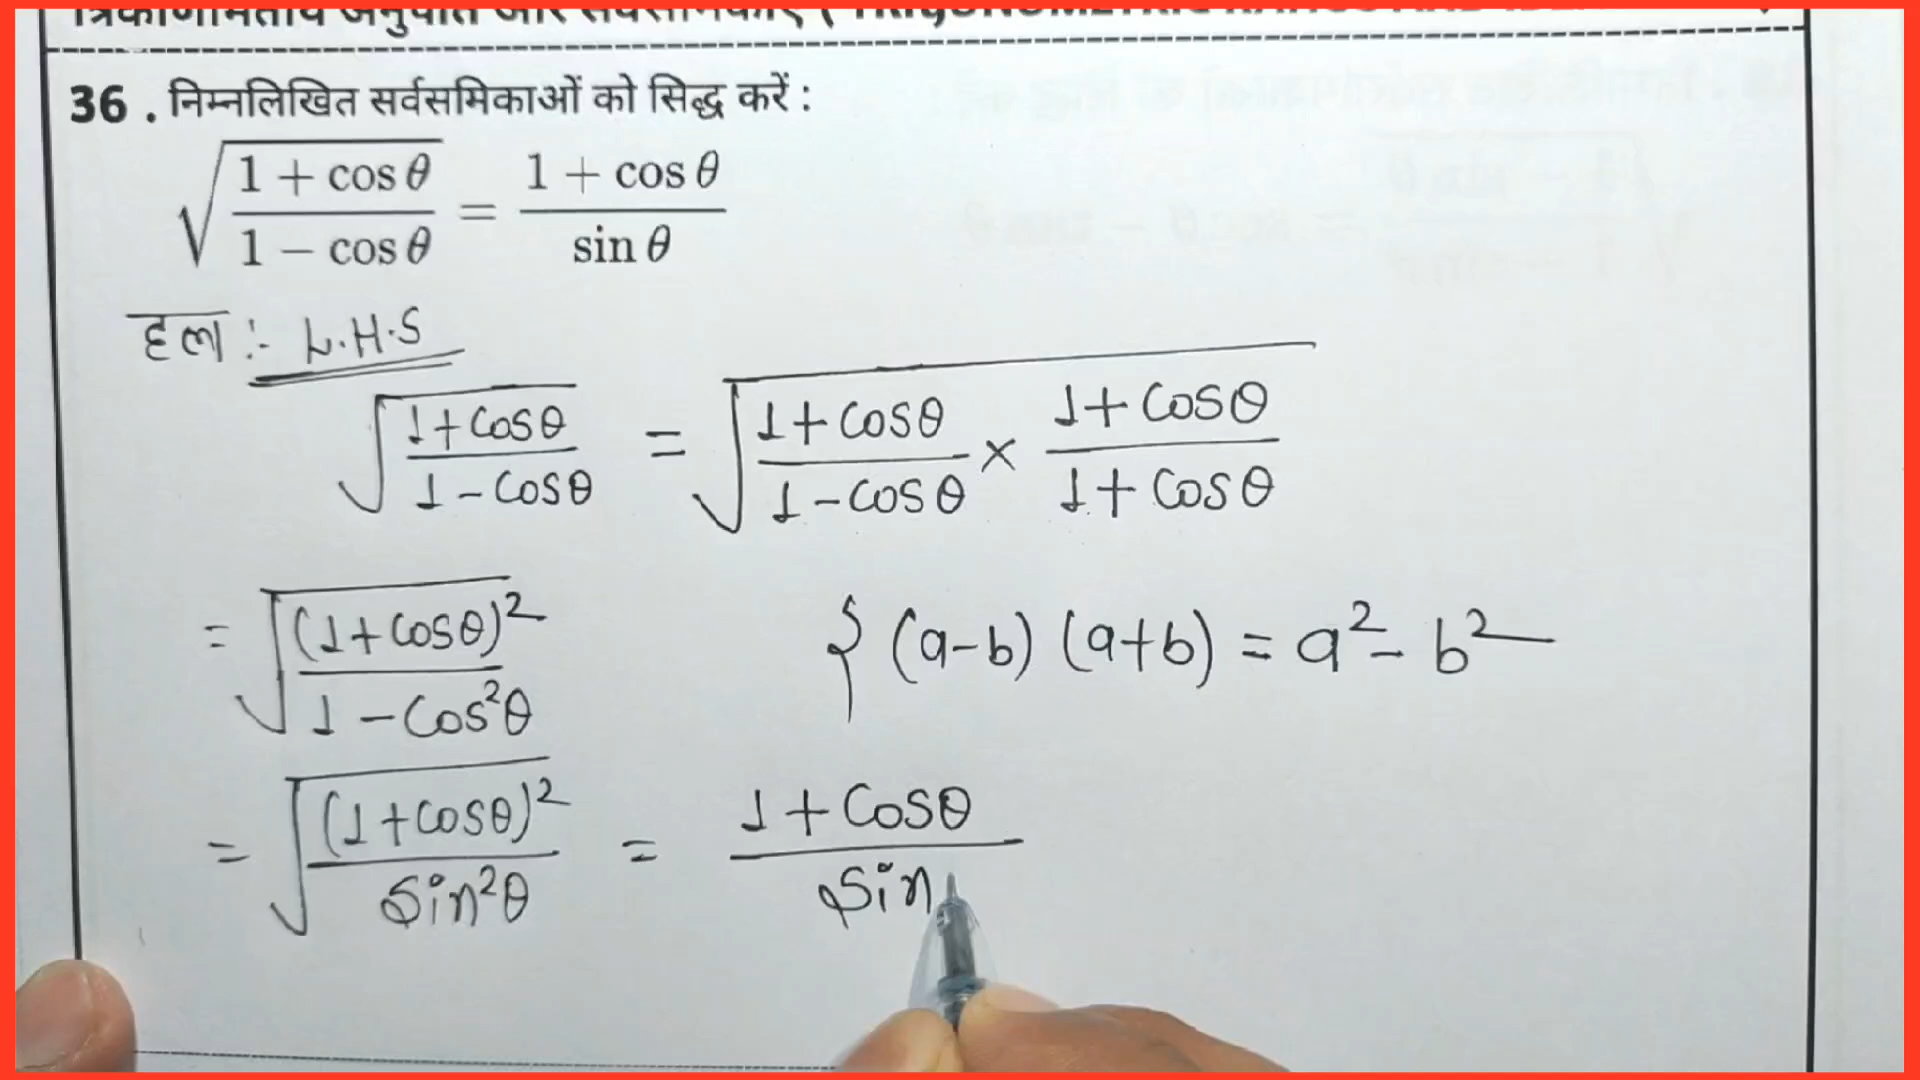 36 . निम्नलिखित सर्वसमिकाओं को सिद्ध करें :
√((1 + cos θ)/(1 − cos θ)) = (1 + cos θ)/(sin θ)
हल :- L.H.S
√((1+Cosθ)/(1-Cosθ)) = √((1+Cosθ)/(1-Cosθ) × (1+Cosθ)/(1+Cosθ))
= √((1+Cosθ)²/(1-Cos²θ)) { (a-b) (a+b) = a² - b²
= √((1+Cosθ)²/(Sin²θ)) = (1+Cosθ)/(Sin